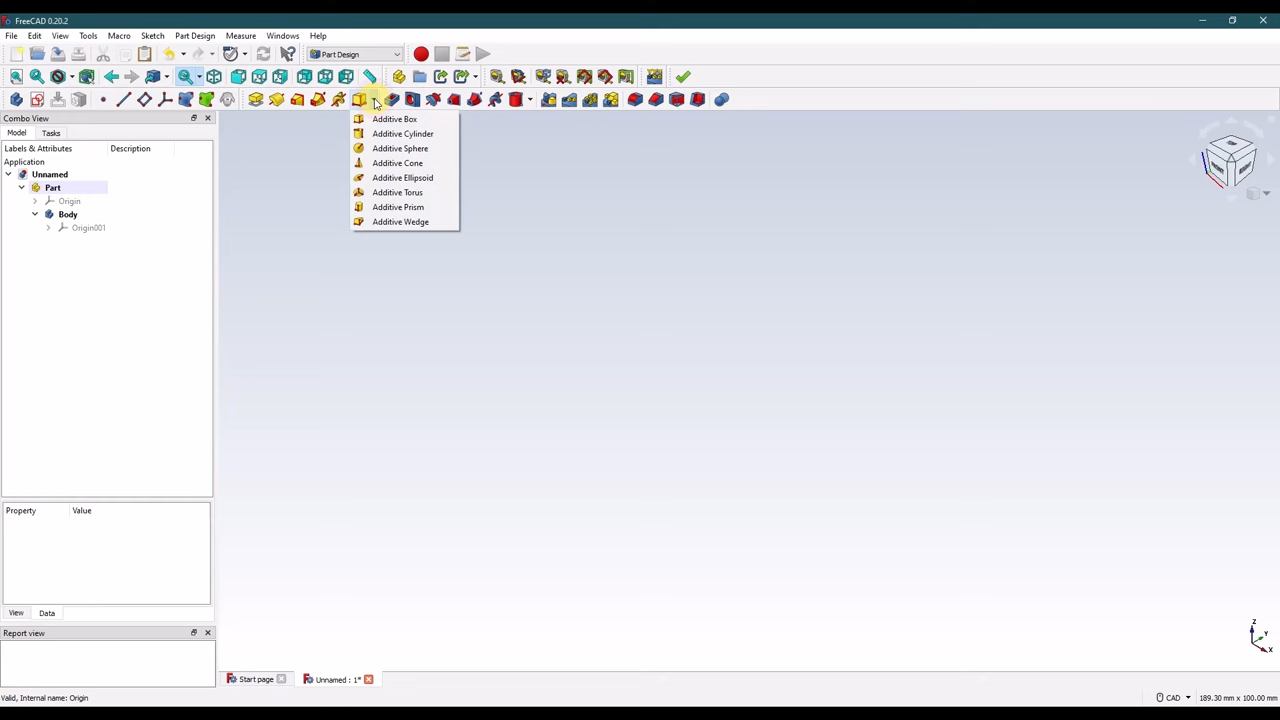 FreeCAD 0.20.2
File Edit View Tools Macro Sketch Part Design Measure Windows Help
Part Design
Combo View
Model Tasks
Labels & Attributes Description
Application
Unnamed
Part
Origin
Body
Origin001
Additive Box
Additive Cylinder
Additive Sphere
Additive Cone
Additive Ellipsoid
Additive Torus
Additive Prism
Additive Wedge
Property Value
View Data
Report view
Z
Y
X
Start page Unnamed : 1*
Valid, Internal name: Origin CAD 189.30 mm x 100.00 mm